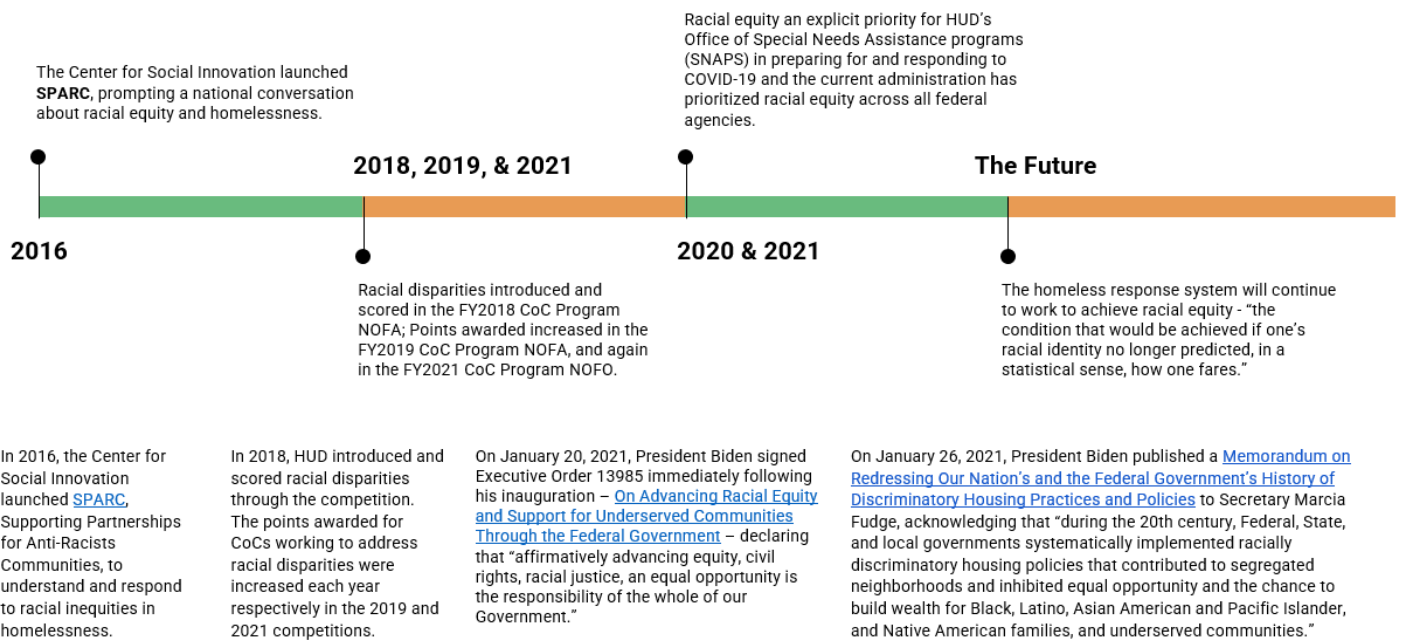 The Center for Social Innovation launched
SPARC, prompting a national conversation
about racial equity and homelessness.
Racial equity an explicit priority for HUD's
Office of Special Needs Assistance programs
(SNAPS) in preparing for and responding to
COVID-19 and the current administration has
prioritized racial equity across all federal
agencies.
2018, 2019, & 2021
The Future
2016
2020 & 2021
Racial disparities introduced and
scored in the FY2018 CoC Program
NOFA; Points awarded increased in the
FY2019 CoC Program NOFA, and again
in the FY2021 CoC Program NOFO.
The homeless response system will continue
to work to achieve racial equity - “the
condition that would be achieved if one’s
racial identity no longer predicted, in a
statistical sense, how one fares.”
In 2016, the Center for
Social Innovation
launched SPARC,
Supporting Partnerships
for Anti-Racists
Communities, to
understand and respond
to racial inequities in
homelessness.
In 2018, HUD introduced and
scored racial disparities
through the competition.
The points awarded for
CoCs working to address
racial disparities were
increased each year
respectively in the 2019 and
2021 competitions.
On January 20, 2021, President Biden signed
Executive Order 13985 immediately following
his inauguration – On Advancing Racial Equity
and Support for Underserved Communities
Through the Federal Government – declaring
that “affirmatively advancing equity, civil
rights, racial justice, an equal opportunity is
the responsibility of the whole of our
Government.”
On January 26, 2021, President Biden published a Memorandum on
Redressing Our Nation’s and the Federal Government’s History of
Discriminatory Housing Practices and Policies to Secretary Marcia
Fudge, acknowledging that “during the 20th century, Federal, State,
and local governments systematically implemented racially
discriminatory housing policies that contributed to segregated
neighborhoods and inhibited equal opportunity and the chance to
build wealth for Black, Latino, Asian American and Pacific Islander,
and Native American families, and underserved communities.”